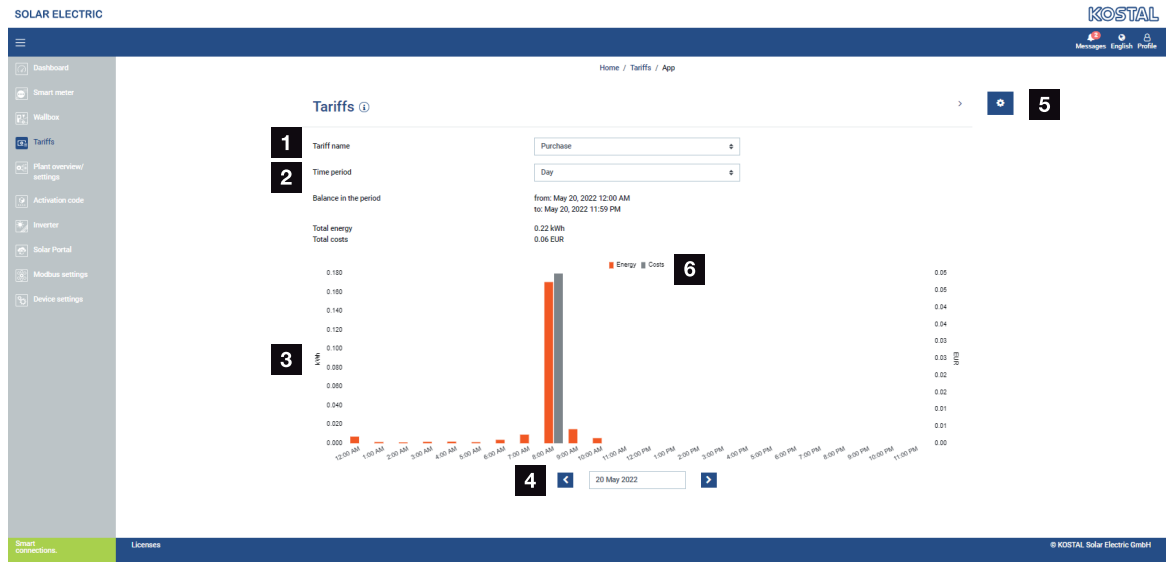 SOLAR ELECTRIC
KOSTAL
2
Messages English Profile
Dashboard
Smart meter
Wallbox
Tariffs
Plant overview/
settings
Activation code
Inverter
Solar Portal
Modbus settings
Device settings
Home / Tariffs / App
Tariffs
5
1 Tariff name Purchase
2 Time period Day
Balance in the period from: May 20, 2022 12:00 AM
to: May 20, 2022 11:59 PM
Total energy 0.22 kWh
Total costs 0.06 EUR
Energy Costs 6
0.180 0.05
0.160 0.05
0.140 0.04
0.120 0.04
0.100 0.03
3 kWh 0.080 0.03 EUR
0.060 0.02
0.040 0.02
0.020 0.01
0.000 0.01
0.00
12:00 AM 1:00 AM 2:00 AM 3:00 AM 4:00 AM 5:00 AM 6:00 AM 7:00 AM 8:00 AM 9:00 AM 10:00 AM 11:00 AM 12:00 PM 1:00 PM 2:00 PM 3:00 PM 4:00 PM 5:00 PM 6:00 PM 7:00 PM 8:00 PM 9:00 PM 10:00 PM 11:00 PM
4 20 May 2022
Smart
connections.
Licenses
© KOSTAL Solar Electric GmbH